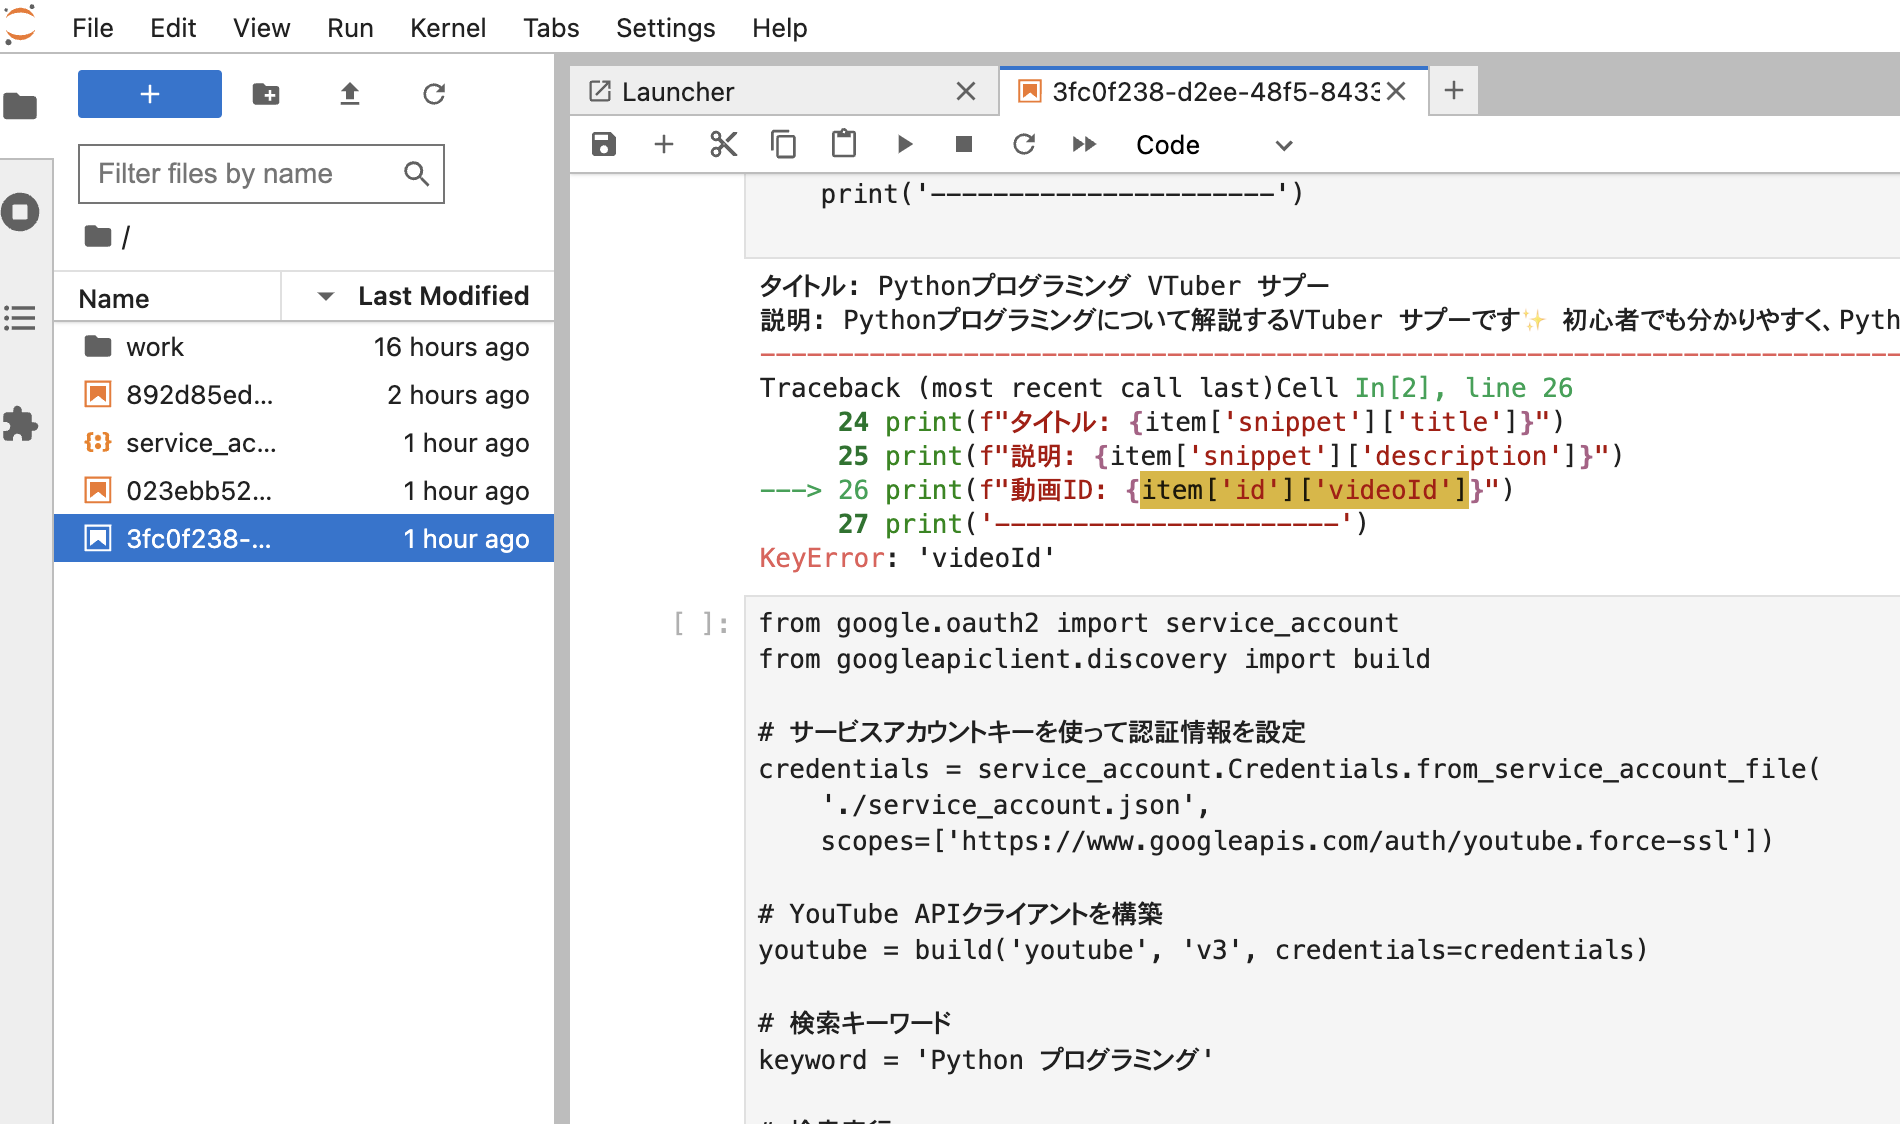 File Edit View Run Kernel Tabs Settings Help
+
Filter files by name
/
Name Last Modified
work 16 hours ago
892d85ed... 2 hours ago
service_ac... 1 hour ago
023ebb52... 1 hour ago
3fc0f238-... 1 hour ago
Launcher 3fc0f238-d2ee-48f5-8433
Code
print('----------------------')
タイトル: Pythonプログラミング VTuber サプー
説明: Pythonプログラミングについて解説するVTuber サプーです✨ 初心者でも分かりやすく、Pyth
---------------------------------------------------------------------------
Traceback (most recent call last)Cell In[2], line 26
24 print(f"タイトル: {item['snippet']['title']}")
25 print(f"説明: {item['snippet']['description']}")
---> 26 print(f"動画ID: {item['id']['videoId']}")
27 print('----------------------')
KeyError: 'videoId'
[ ]:
from google.oauth2 import service_account
from googleapiclient.discovery import build
# サービスアカウントキーを使って認証情報を設定
credentials = service_account.Credentials.from_service_account_file(
'./service_account.json',
scopes=['https://www.googleapis.com/auth/youtube.force-ssl'])
# YouTube APIクライアントを構築
youtube = build('youtube', 'v3', credentials=credentials)
# 検索キーワード
keyword = 'Python プログラミング'